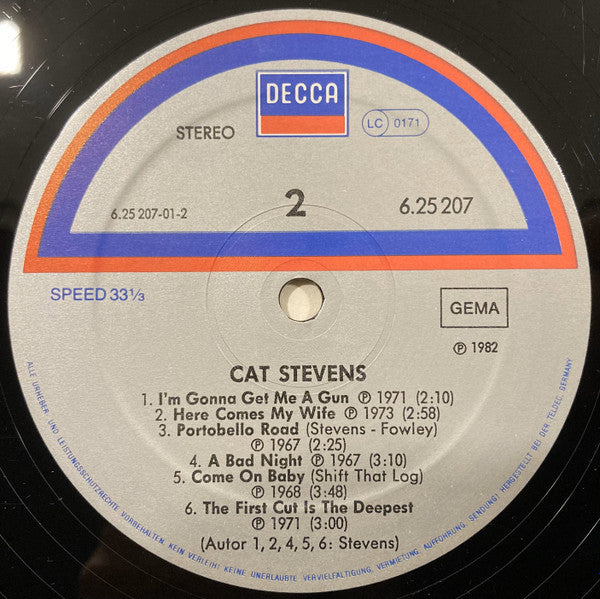 DECCA
STEREO
LC 0171
6.25 207-01-2
2
6.25 207
SPEED 33 1/3
GEMA
℗ 1982
CAT STEVENS
1. I'm Gonna Get Me A Gun ℗ 1971 (2:10)
2. Here Comes My Wife ℗ 1973 (2:58)
3. Portobello Road (Stevens - Fowley)
℗ 1967 (2:25)
4. A Bad Night ℗ 1967 (3:10)
5. Come On Baby (Shift That Log)
℗ 1968 (3:48)
6. The First Cut Is The Deepest
℗ 1971 (3:00)
(Autor 1, 2, 4, 5, 6: Stevens)
ALLE URHEBER- UND LEISTUNGSSCHUTZRECHTE VORBEHALTEN. KEIN VERLEIH! KEINE UNERLAUBTE VERVIELFÄLTIGUNG, VERMIETUNG, AUFFÜHRUNG, SENDUNG! HERGESTELLT BEI DER TELDEC, GERMANY